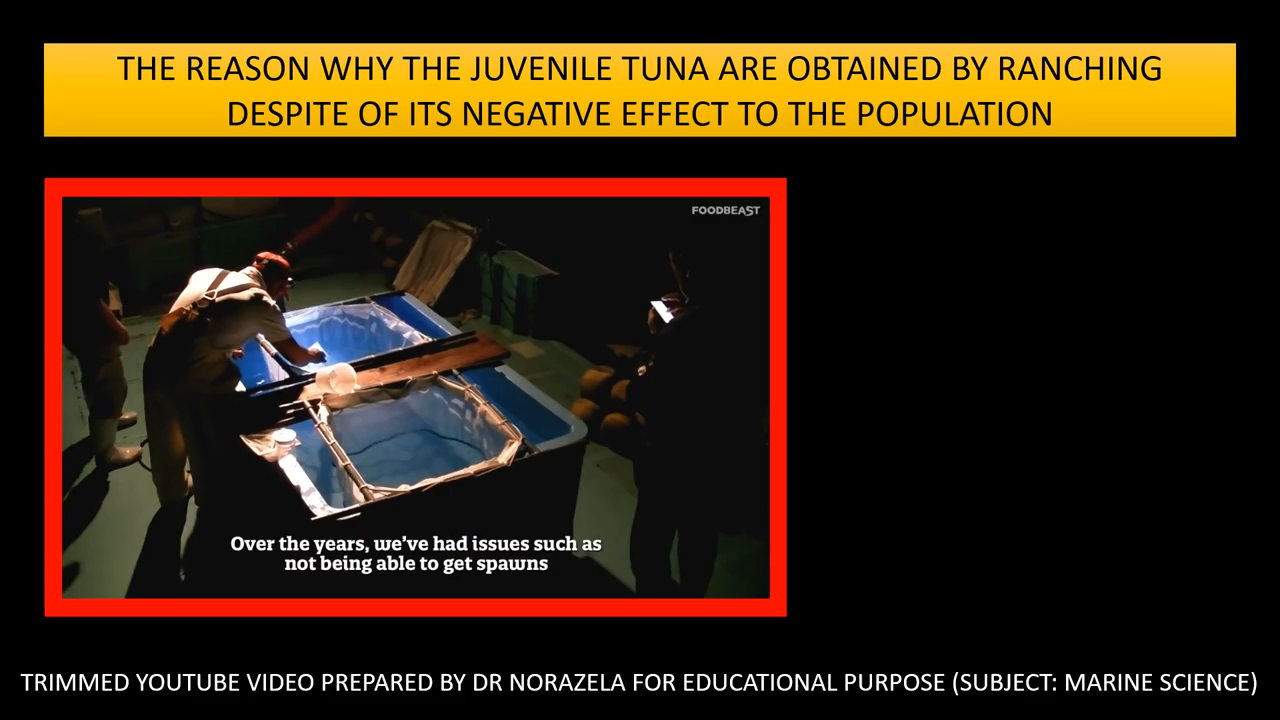 THE REASON WHY THE JUVENILE TUNA ARE OBTAINED BY RANCHING
DESPITE OF ITS NEGATIVE EFFECT TO THE POPULATION
FOODBEAST
Over the years, we've had issues such as
not being able to get spawns
TRIMMED YOUTUBE VIDEO PREPARED BY DR NORAZELA FOR EDUCATIONAL PURPOSE (SUBJECT: MARINE SCIENCE)